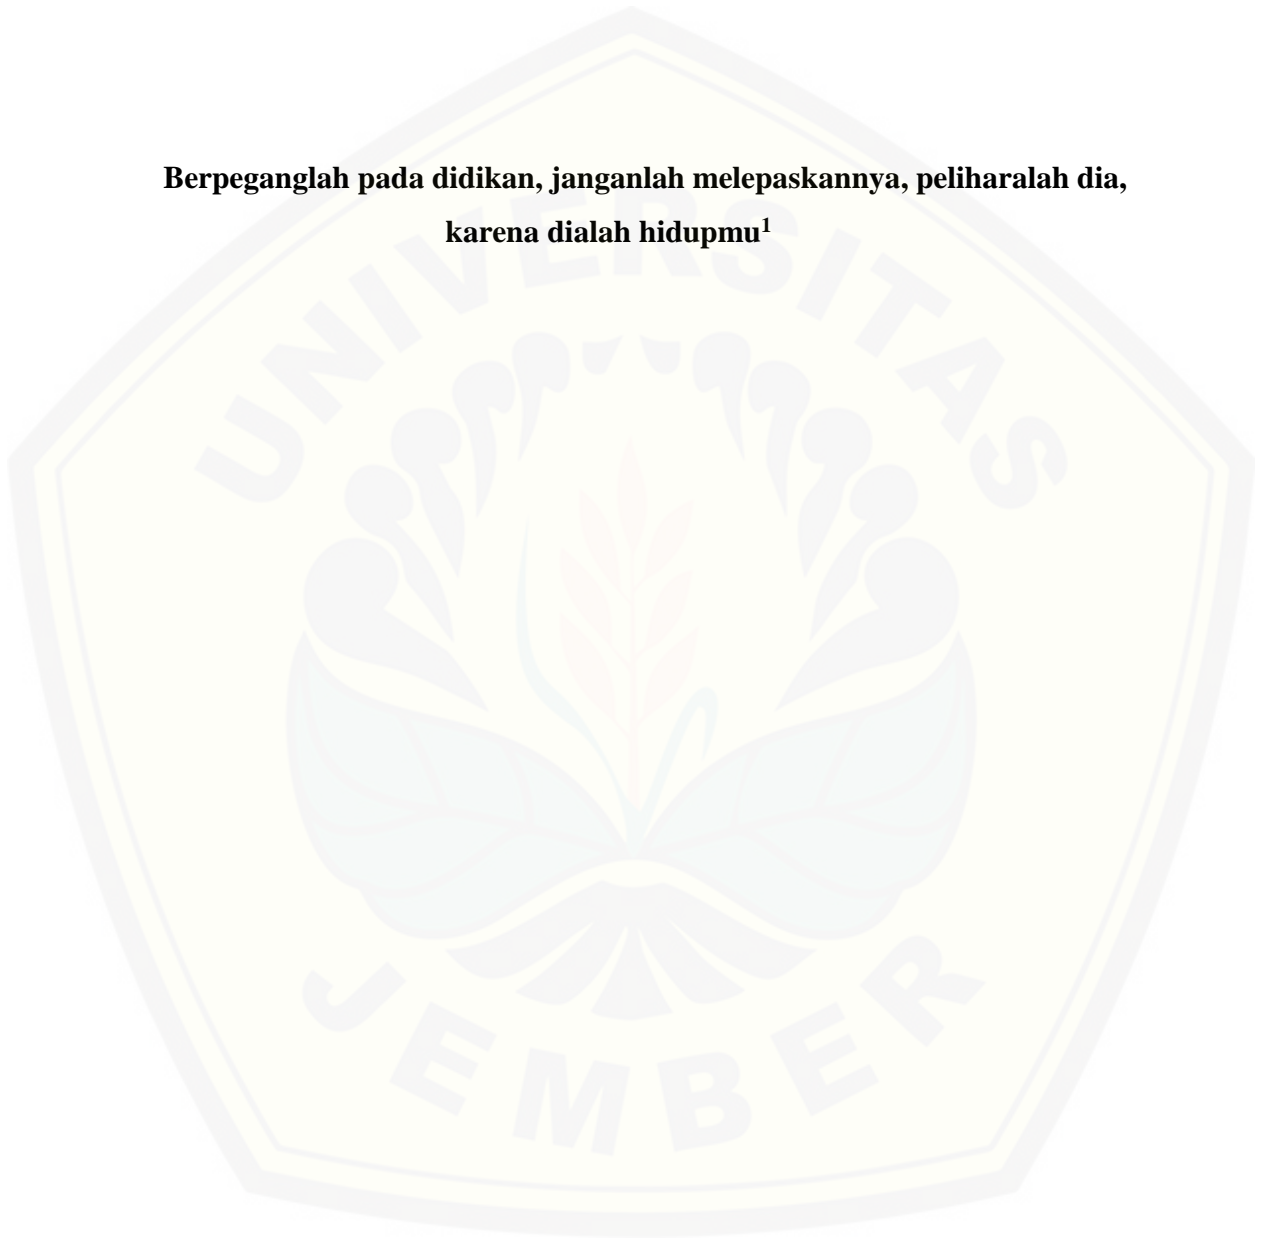 Berpeganglah pada didikan, janganlah melepaskannya, peliharalah dia,
karena dialah hidupmu¹
UNIVERSITAS
JEMBER